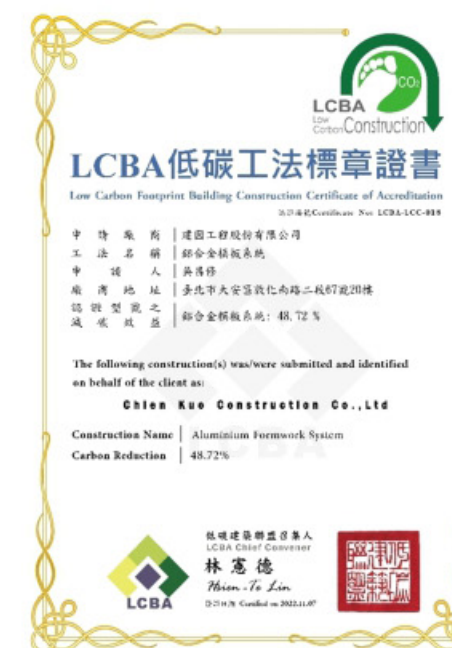 CO₂
LCBA
Low
Carbon Construction
LCBA低碳工法標章證書
Low Carbon Footprint Building Construction Certificate of Accreditation
Certificate No: LCBA-LCC-018
申請廠商 建國工程股份有限公司
工法名稱 鋁合金模板系統
申請人 吳昌修
廠商地址 臺北市大安區敦化南路二段67號20樓
認證型號之
減碳效益 鋁合金模板系統: 48.72 %
The following construction(s) was/were submitted and identified
on behalf of the client as:
Chien Kuo Construction Co.,Ltd
Construction Name Aluminium Formwork System
Carbon Reduction 48.72%
LCBA
低碳建築聯盟召集人
LCBA Chief Convener
林憲德
Hsien-Te Lin
Certified on 2022.11.07
LCBA